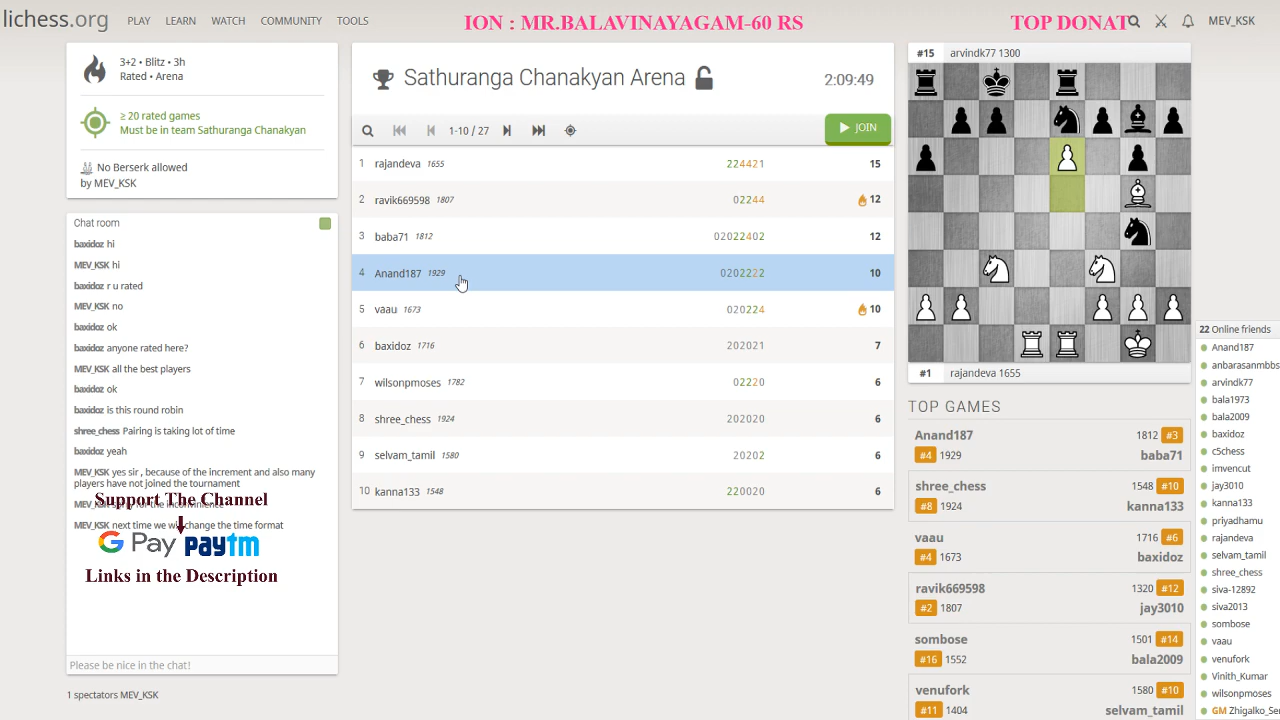 lichess.org PLAY LEARN WATCH COMMUNITY TOOLS ION : MR.BALAVINAYAGAM-60 RS TOP DONAT MEV_KSK
3+2 • Blitz • 3h
Rated • Arena
≥ 20 rated games
Must be in team Sathuranga Chanakyan
No Berserk allowed
by MEV_KSK
Chat room
baxidoz hi
MEV_KSK hi
baxidoz r u rated
MEV_KSK no
baxidoz ok
baxidoz anyone rated here?
MEV_KSK all the best players
baxidoz ok
baxidoz is this round robin
shree_chess Pairing is taking lot of time
baxidoz yeah
MEV_KSK yes sir , because of the increment and also many
players have not joined the tournament
Support The Channel
MEV_KSK for the inconvenience
MEV_KSK next time we will change the time format
G Pay paytm
Links in the Description
Please be nice in the chat!
1 spectators MEV_KSK
Sathuranga Chanakyan Arena 2:09:49
1-10 / 27 JOIN
1 rajandeva 1655 224421 15
2 ravik669598 1807 02244 12
3 baba71 1812 02022402 12
4 Anand187 1929 0202222 10
5 vaau 1673 020224 10
6 baxidoz 1716 202021 7
7 wilsonpmoses 1782 02220 6
8 shree_chess 1924 202020 6
9 selvam_tamil 1580 20202 6
10 kanna133 1548 220020 6
#15 arvindk77 1300
#1 rajandeva 1655
TOP GAMES
Anand187 1812 #3
#4 1929 baba71
shree_chess 1548 #10
#8 1924 kanna133
vaau 1716 #6
#4 1673 baxidoz
ravik669598 1320 #12
#2 1807 jay3010
sombose 1501 #14
#16 1552 bala2009
venufork 1580 #10
#11 1404 selvam_tamil
22 Online friends
Anand187
anbarasanmbbs
arvindk77
bala1973
bala2009
baxidoz
c5chess
imvencut
jay3010
kanna133
priyadhamu
rajandeva
selvam_tamil
shree_chess
siva-12892
siva2013
sombose
vaau
venufork
Vinith_Kumar
wilsonpmoses
GM Zhigalko_Se